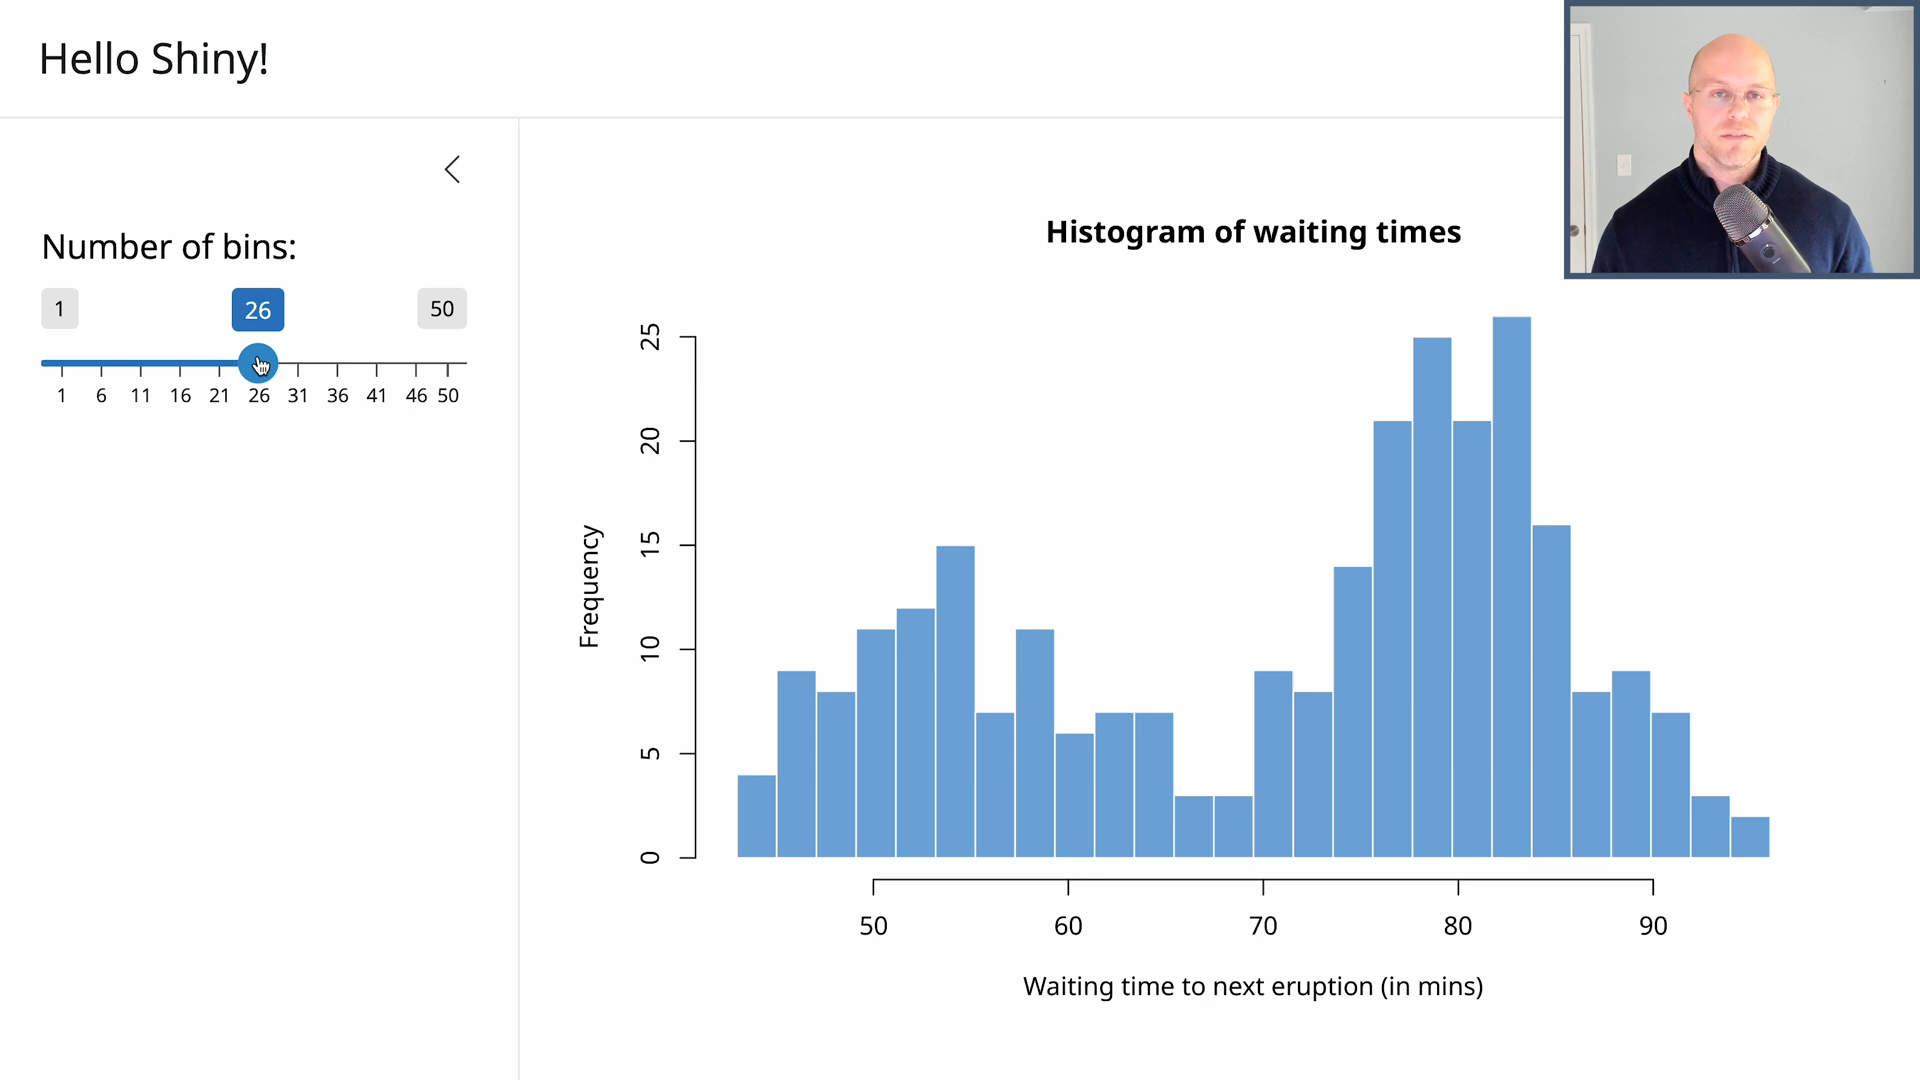 Hello Shiny!
Number of bins:
1 26 50
1 6 11 16 21 26 31 36 41 46 50
Histogram of waiting times
25
20
15
10
5
0
Frequency
50 60 70 80 90
Waiting time to next eruption (in mins)